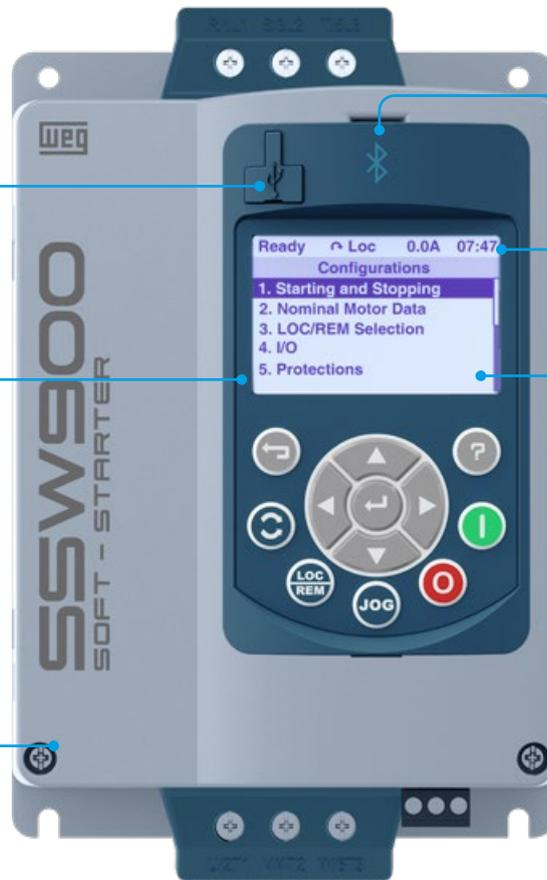 weg
SSW900
SOFT - STARTER
Ready Loc 0.0A 07:47
Configurations
1. Starting and Stopping
2. Nominal Motor Data
3. LOC/REM Selection
4. I/O
5. Protections
?
LOC
REM
JOG